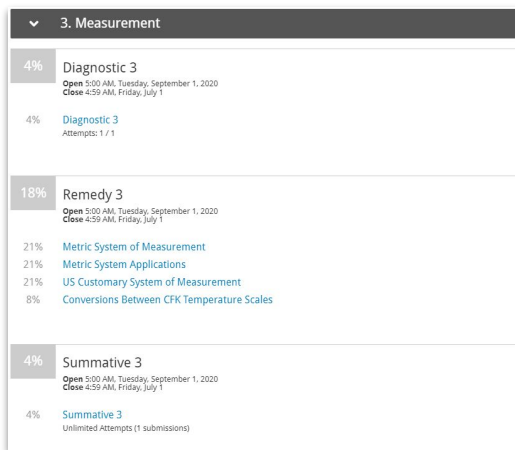 3. Measurement
4%
Diagnostic 3
Open 5:00 AM, Tuesday, September 1, 2020
Close 4:59 AM, Friday, July 1
4% Diagnostic 3
Attempts: 1 / 1
18%
Remedy 3
Open 5:00 AM, Tuesday, September 1, 2020
Close 4:59 AM, Friday, July 1
21% Metric System of Measurement
21% Metric System Applications
21% US Customary System of Measurement
8% Conversions Between CFK Temperature Scales
4%
Summative 3
Open 5:00 AM, Tuesday, September 1, 2020
Close 4:59 AM, Friday, July 1
4% Summative 3
Unlimited Attempts (1 submissions)